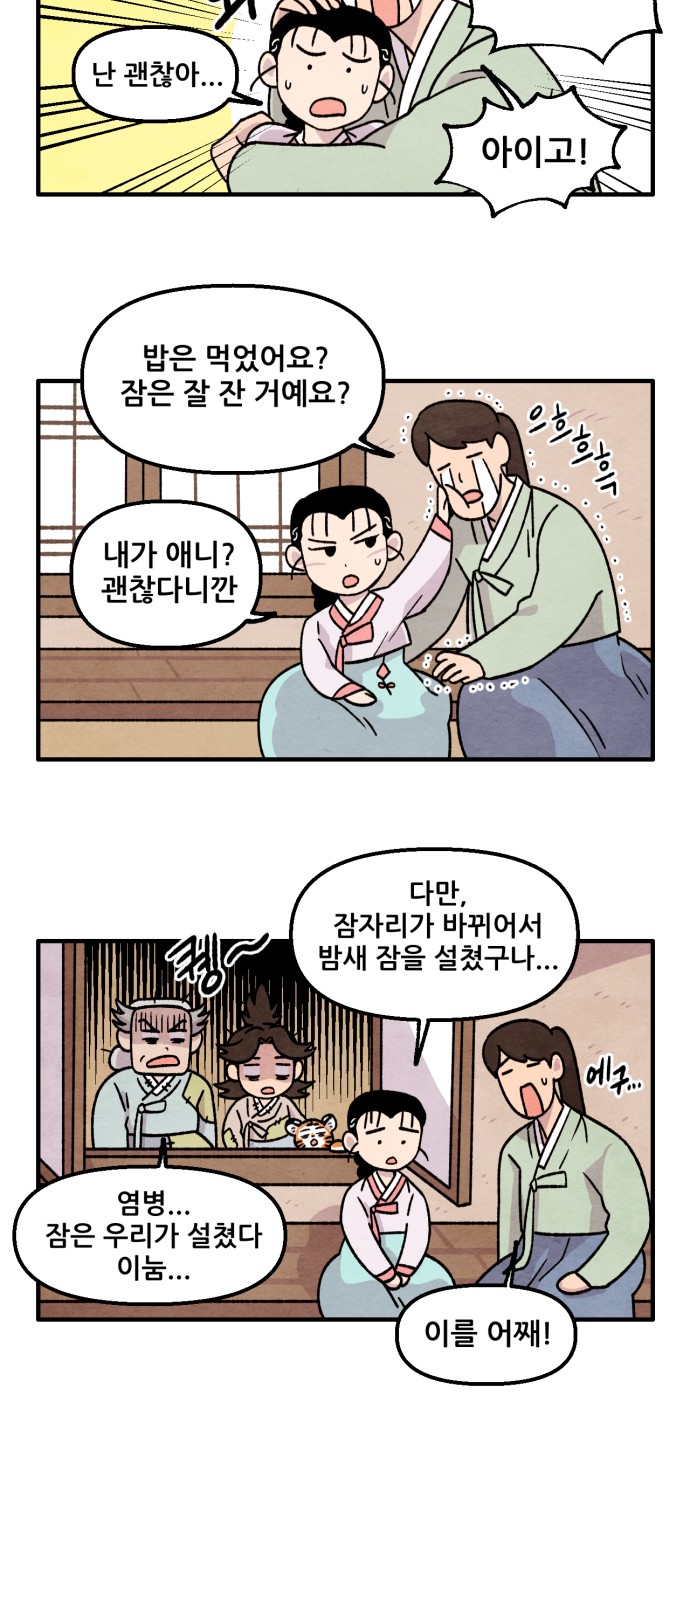 난 괜찮아...
아이고!
밥은 먹었어요?
잠은 잘 잔 거예요?
으흐흐흑
내가 애니?
괜찮다니깐
다만,
잠자리가 바뀌어서
밤새 잠을 설쳤구나...
퀭~
에구...
염병...
잠은 우리가 설쳤다
이눔...
이를 어째!